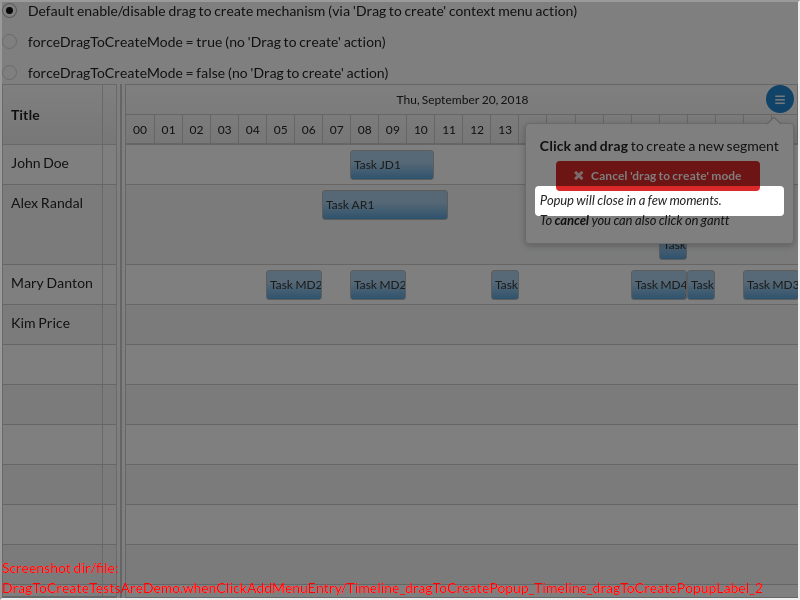 Default enable/disable drag to create mechanism (via 'Drag to create' context menu action)
forceDragToCreateMode = true (no 'Drag to create' action)
forceDragToCreateMode = false (no 'Drag to create' action)
Title
Thu, September 20, 2018
00 01 02 03 04 05 06 07 08 09 10 11 12 13
Click and drag to create a new segment
Cancel 'drag to create' mode
Popup will close in a few moments.
To cancel you can also click on gantt
John Doe
Task JD1
Alex Randal
Task AR1
Task
Mary Danton
Task MD2 Task MD2 Task Task MD4 Task Task MD3
Kim Price
Screenshot dir/file:
DragToCreateTestsAreDemo.whenClickAddMenuEntry/Timeline_dragToCreatePopup_Timeline_dragToCreatePopupLabel_2